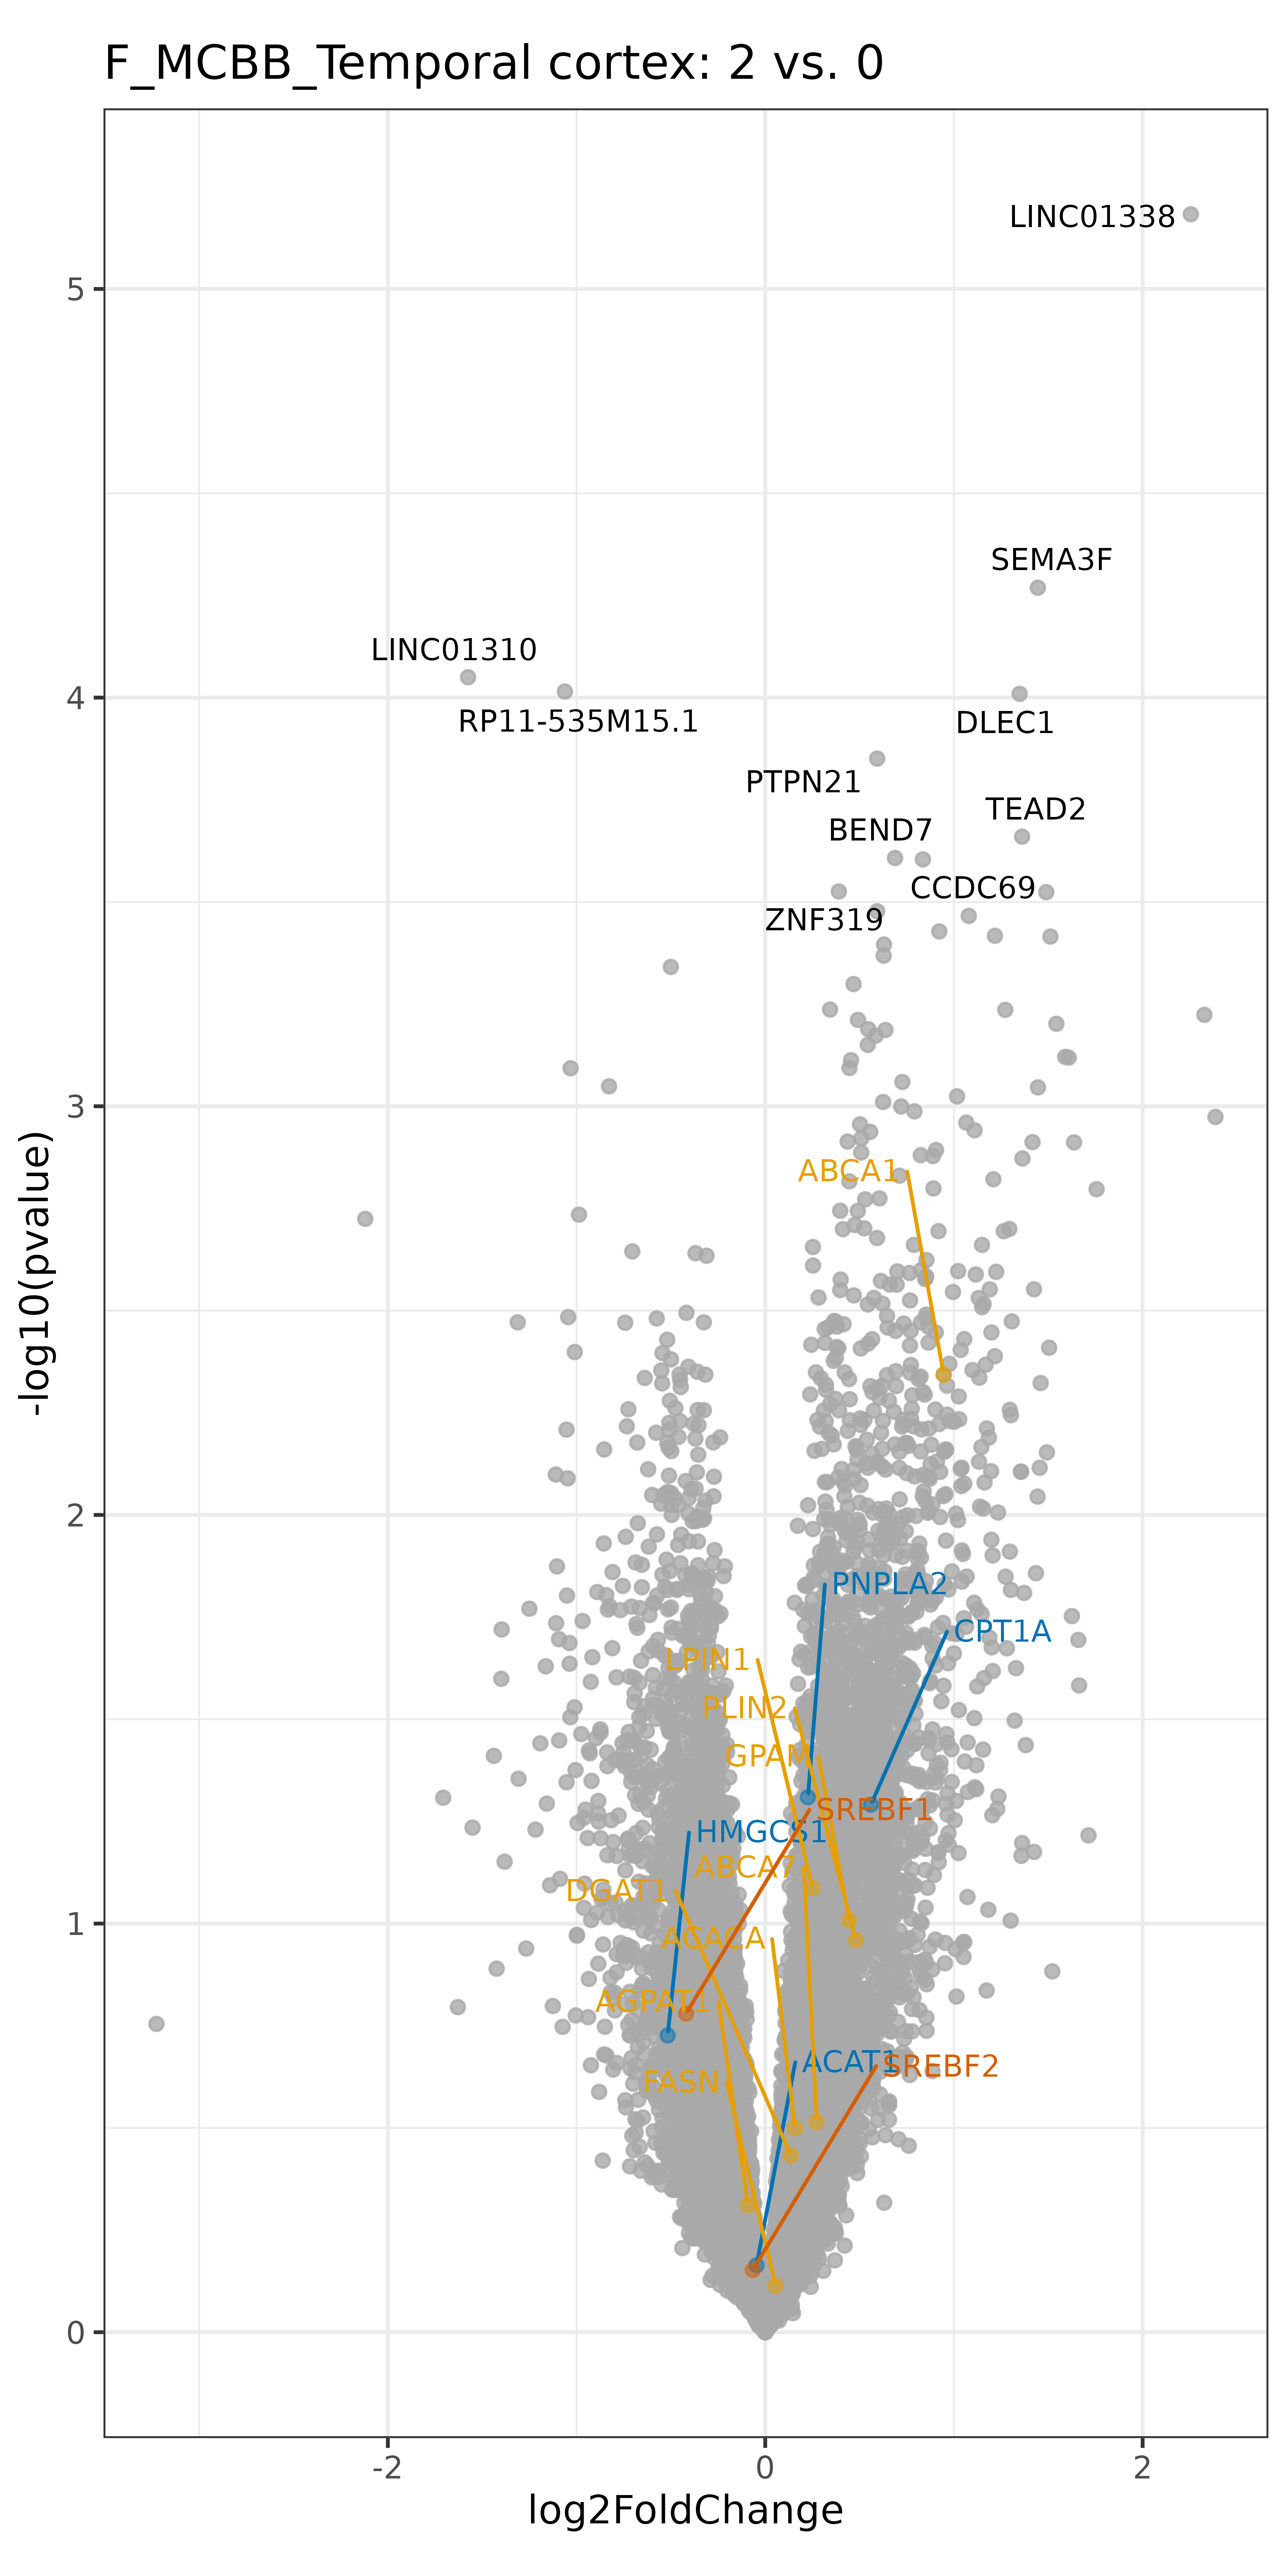 F_MCBB_Temporal cortex: 2 vs. 0
LINC01338
5
SEMA3F
LINC01310
4
RP11-535M15.1
DLEC1
PTPN21
TEAD2
BEND7
CCDC69
ZNF319
3
ABCA1
-log10(pvalue)
2
PNPLA2
CPT1A
LPIN1
PLIN2
GPAM
SREBF1
HMGCS1
ABCA7
DGAT1
1
ACACA
AGPAT1
ACAT1
SREBF2
FASN
0
-2
0
2
log2FoldChange